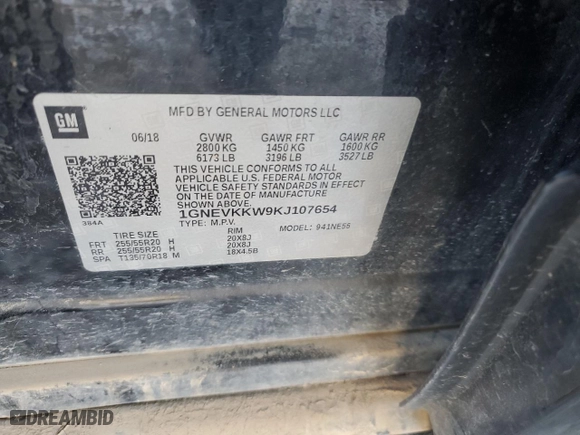 GM
MFD BY GENERAL MOTORS LLC
06/18 GVWR GAWR FRT GAWR RR
2800 KG 1450 KG 1600 KG
6173 LB 3196 LB 3527 LB
THIS VEHICLE CONFORMS TO ALL
APPLICABLE U.S. FEDERAL MOTOR
VEHICLE SAFETY STANDARDS IN EFFECT
ON THE DATE OF MANUFACTURE
SHOWN ABOVE.
1GNEVKKW9KJ107654
384A
TYPE: M.P.V. MODEL: 941NE55
TIRE SIZE RIM
FRT 255/55R20 H 20X8J
RR 255/55R20 H 20X8J
SPA T135/70R18 M 18X4.5B
DREAMBID